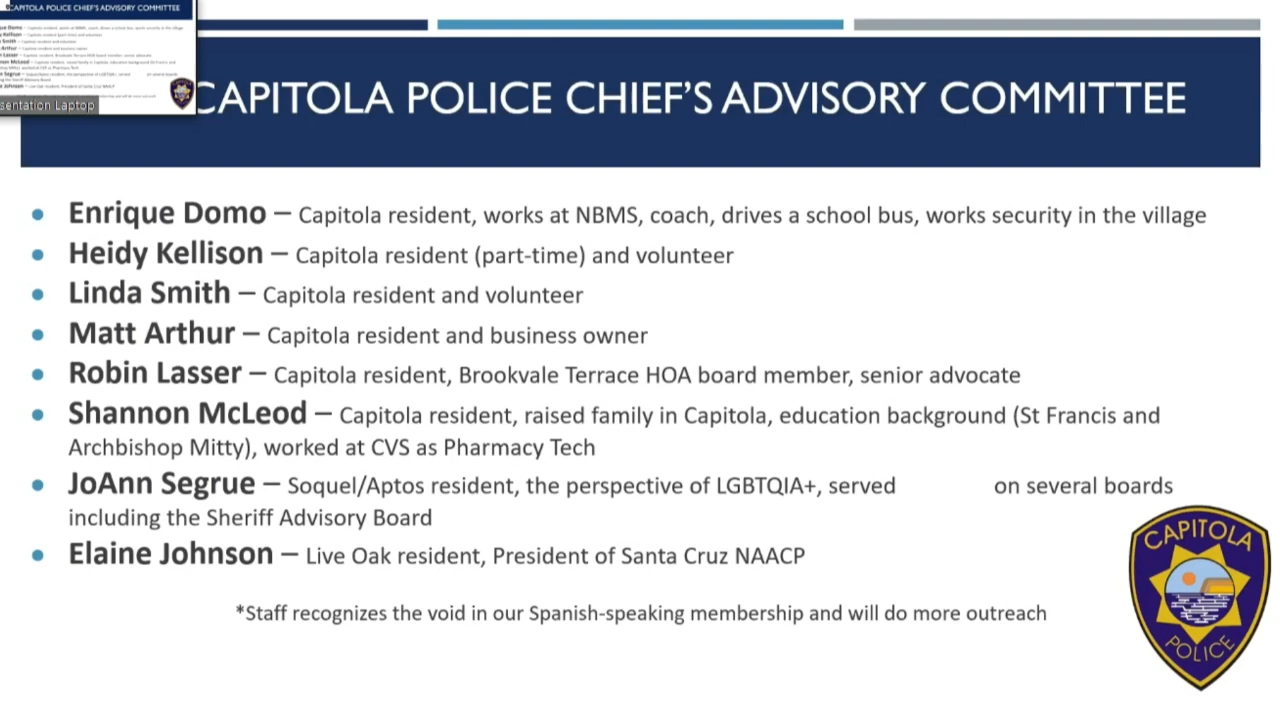 CAPITOLA POLICE CHIEF'S ADVISORY COMMITTEE
sentation Laptop
CAPITOLA POLICE CHIEF'S ADVISORY COMMITTEE
Enrique Domo – Capitola resident, works at NBMS, coach, drives a school bus, works security in the village
Heidy Kellison – Capitola resident (part-time) and volunteer
Linda Smith – Capitola resident and volunteer
Matt Arthur – Capitola resident and business owner
Robin Lasser – Capitola resident, Brookvale Terrace HOA board member, senior advocate
Shannon McLeod – Capitola resident, raised family in Capitola, education background (St Francis and
Archbishop Mitty), worked at CVS as Pharmacy Tech
JoAnn Segrue – Soquel/Aptos resident, the perspective of LGBTQIA+, served on several boards
including the Sheriff Advisory Board
Elaine Johnson – Live Oak resident, President of Santa Cruz NAACP
*Staff recognizes the void in our Spanish-speaking membership and will do more outreach
CAPITOLA
POLICE